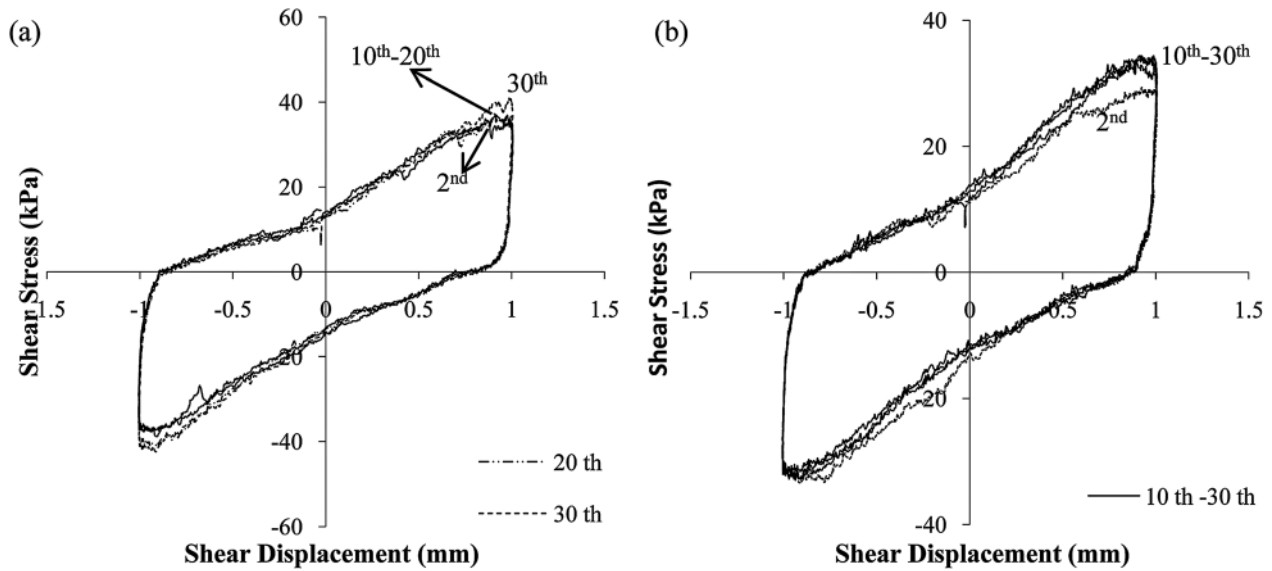 (a)
60
40
20
0
-20
-40
-60
-1.5
-1
-0.5
0
0.5
1
1.5
10th-20th
30th
2nd
20 th
30 th
Shear Stress (kPa)
Shear Displacement (mm)
(b)
40
20
0
-20
-40
-1.5
-1
-0.5
0
0.5
1
1.5
10th-30th
2nd
10 th -30 th
Shear Stress (kPa)
Shear Displacement (mm)